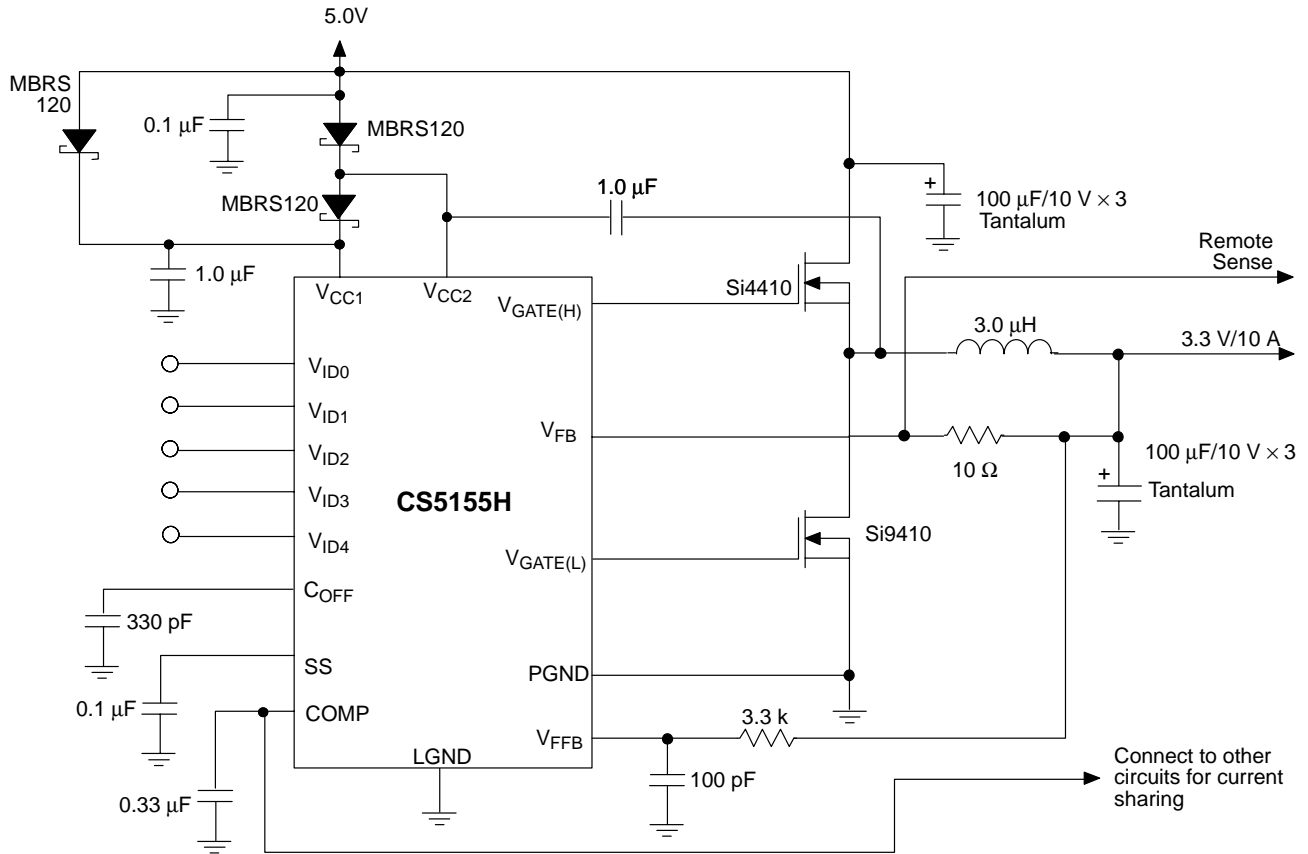 5.0V
MBRS
120
0.1 μF
MBRS120
MBRS120
1.0 μF
100 μF/10 V × 3
Tantalum
Remote
Sense
1.0 μF
VCC1
VCC2
VGATE(H)
Si4410
3.0 μH
3.3 V/10 A
VID0
VID1
VFB
10 Ω
100 μF/10 V × 3
Tantalum
VID2
VID3
CS5155H
VID4
VGATE(L)
Si9410
COFF
330 pF
SS
PGND
0.1 μF
COMP
3.3 k
VFFB
LGND
100 pF
Connect to other
circuits for current
sharing
0.33 μF